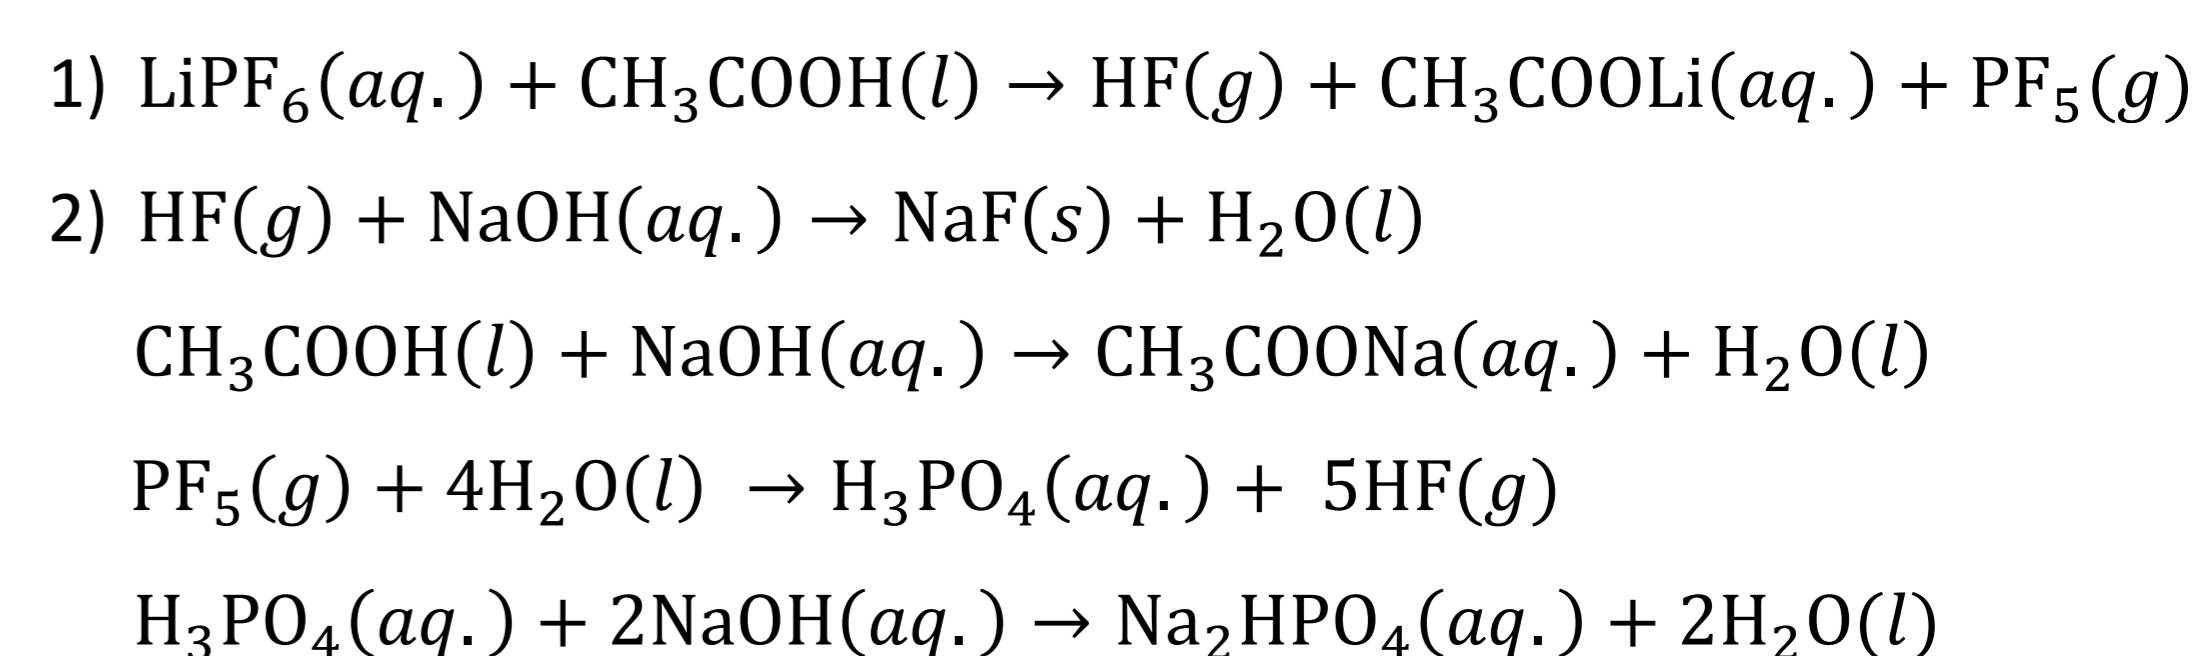 1) LiPF₆(aq.) + CH₃COOH(l) → HF(g) + CH₃COOLi(aq.) + PF₅(g)
2) HF(g) + NaOH(aq.) → NaF(s) + H₂O(l)
CH₃COOH(l) + NaOH(aq.) → CH₃COONa(aq.) + H₂O(l)
PF₅(g) + 4H₂O(l) → H₃PO₄(aq.) + 5HF(g)
H₃PO₄(aq.) + 2NaOH(aq.) → Na₂HPO₄(aq.) + 2H₂O(l)